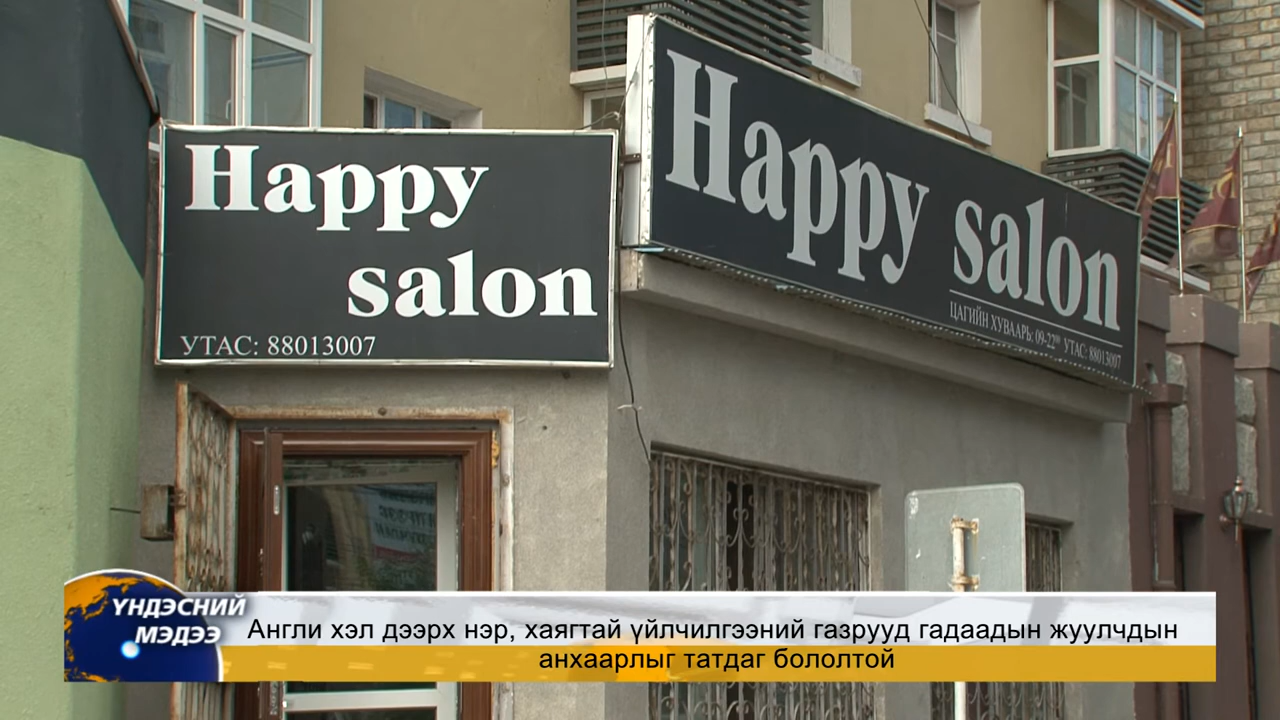 Happy
salon
УТАС: 88013007
Happy salon
ЦАГИЙН ХУВААРЬ: 09-22⁰⁰ УТАС: 88013007
ҮНДЭСНИЙ
МЭДЭЭ
Англи хэл дээрх нэр, хаягтай үйлчилгээний газрууд гадаадын жуулчдын
анхаарлыг татдаг бололтой